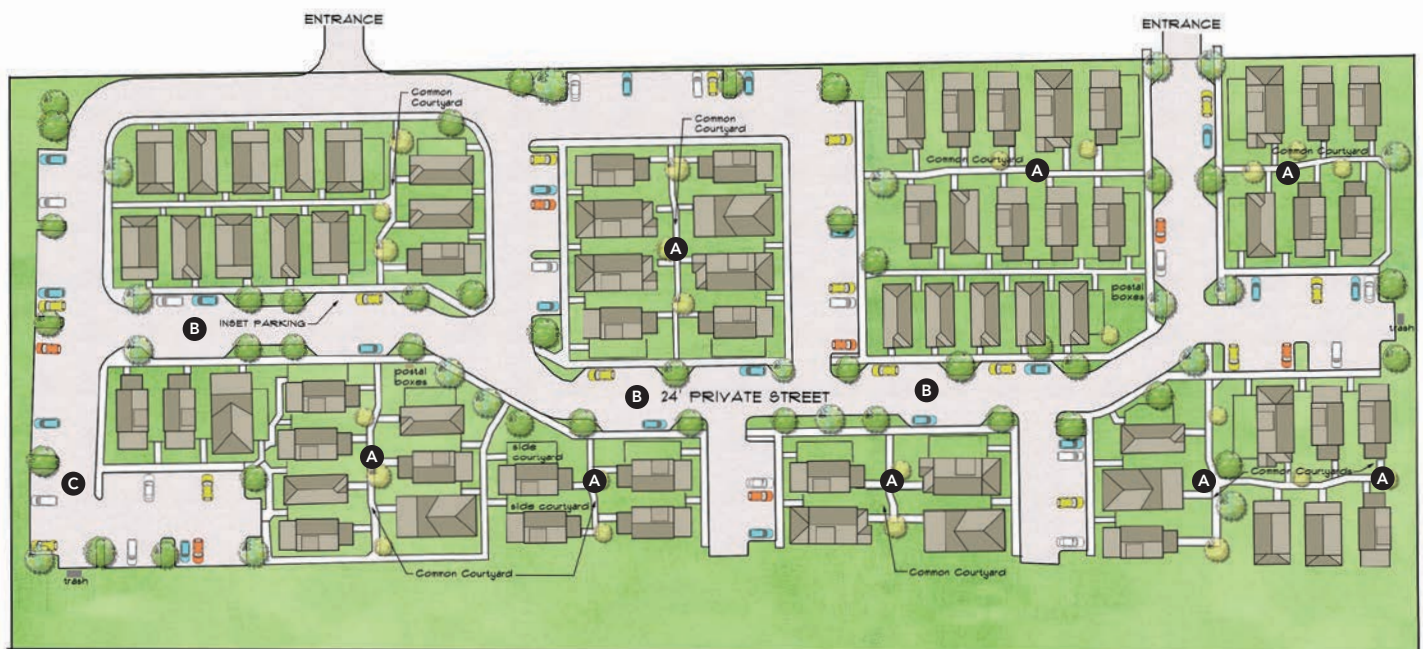 ENTRANCE
ENTRANCE
Common
Courtyard
Common
Courtyard
Common Courtyard
A
Common Courtyard
A
A
postal
boxes
B
INSET PARKING
trash
postal
boxes
B
24' PRIVATE STREET
B
side
courtyard
A
C
A
A
A
Common Courtyards
A
side courtyard
Common Courtyard
Common Courtyard
trash